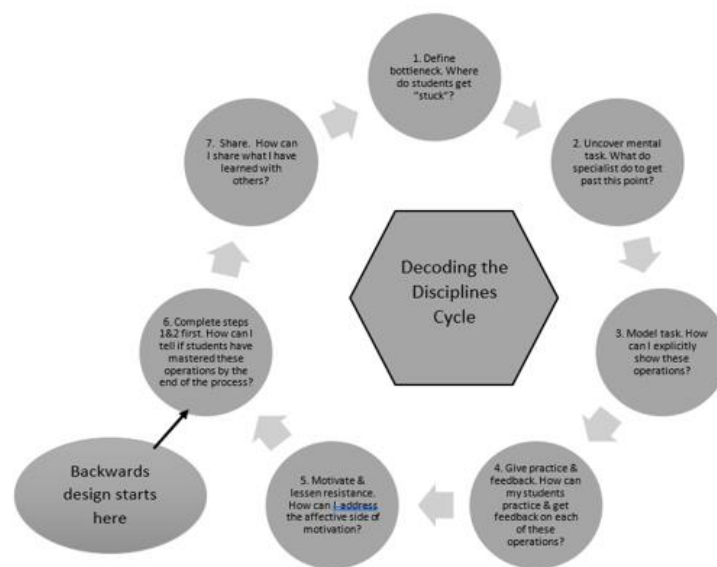 1. Define
bottleneck. Where
do students get
"stuck"?
2. Uncover mental
task. What do
specialist do to get
past this point?
3. Model task. How
can I explicitly
show these
operations?
4. Give practice &
feedback. How can
my students
practice & get
feedback on each
of these
operations?
5. Motivate &
lessen resistance.
How can I address
the affective side of
motivation?
6. Complete steps
1&2 first. How can I
tell if students have
mastered these
operations by the
end of the process?
7. Share. How can
I share what I have
learned with
others?
Decoding the
Disciplines
Cycle
Backwards
design starts
here